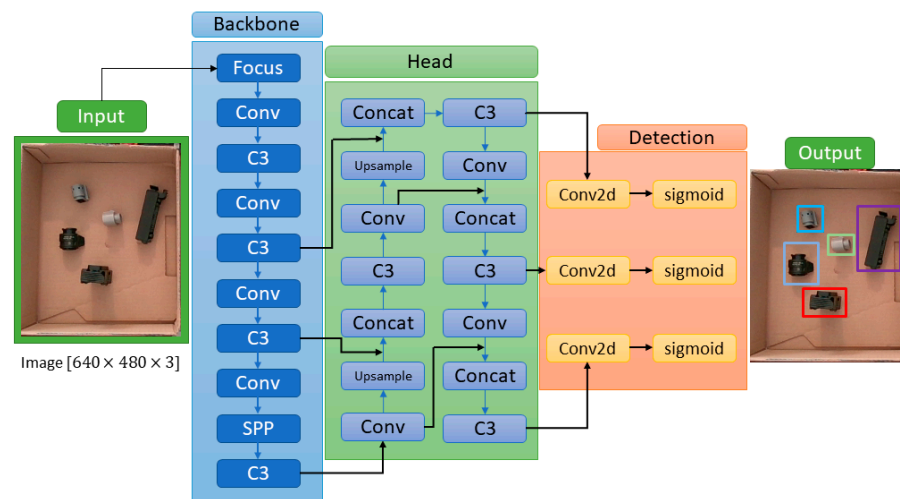 Backbone
Head
Input
Detection
Output
Focus
Conv
C3
Conv
C3
Conv
C3
Conv
SPP
C3
Concat
Upsample
Conv
C3
Concat
Upsample
Conv
C3
Conv
Concat
C3
Conv
Concat
C3
Conv2d
sigmoid
Conv2d
sigmoid
Conv2d
sigmoid
Image [640 × 480 × 3]